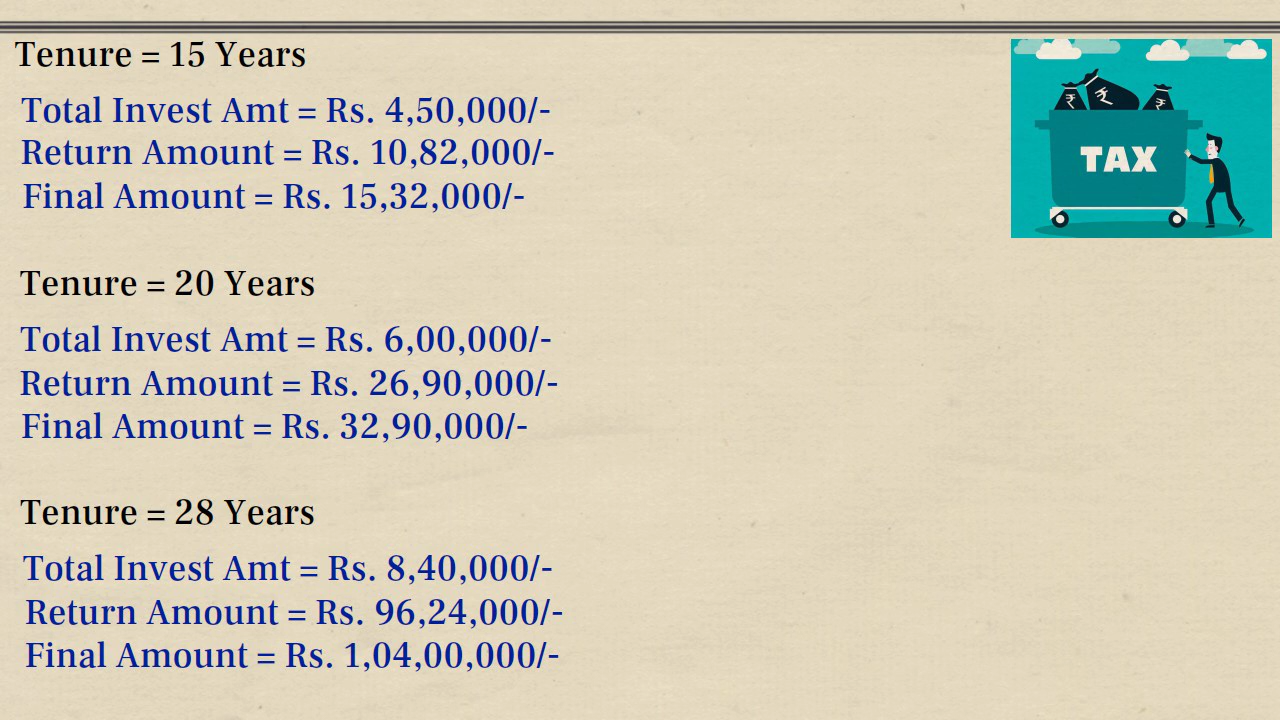 Tenure = 15 Years
Total Invest Amt = Rs. 4,50,000/-
Return Amount = Rs. 10,82,000/-
Final Amount = Rs. 15,32,000/-
TAX
Tenure = 20 Years
Total Invest Amt = Rs. 6,00,000/-
Return Amount = Rs. 26,90,000/-
Final Amount = Rs. 32,90,000/-
Tenure = 28 Years
Total Invest Amt = Rs. 8,40,000/-
Return Amount = Rs. 96,24,000/-
Final Amount = Rs. 1,04,00,000/-